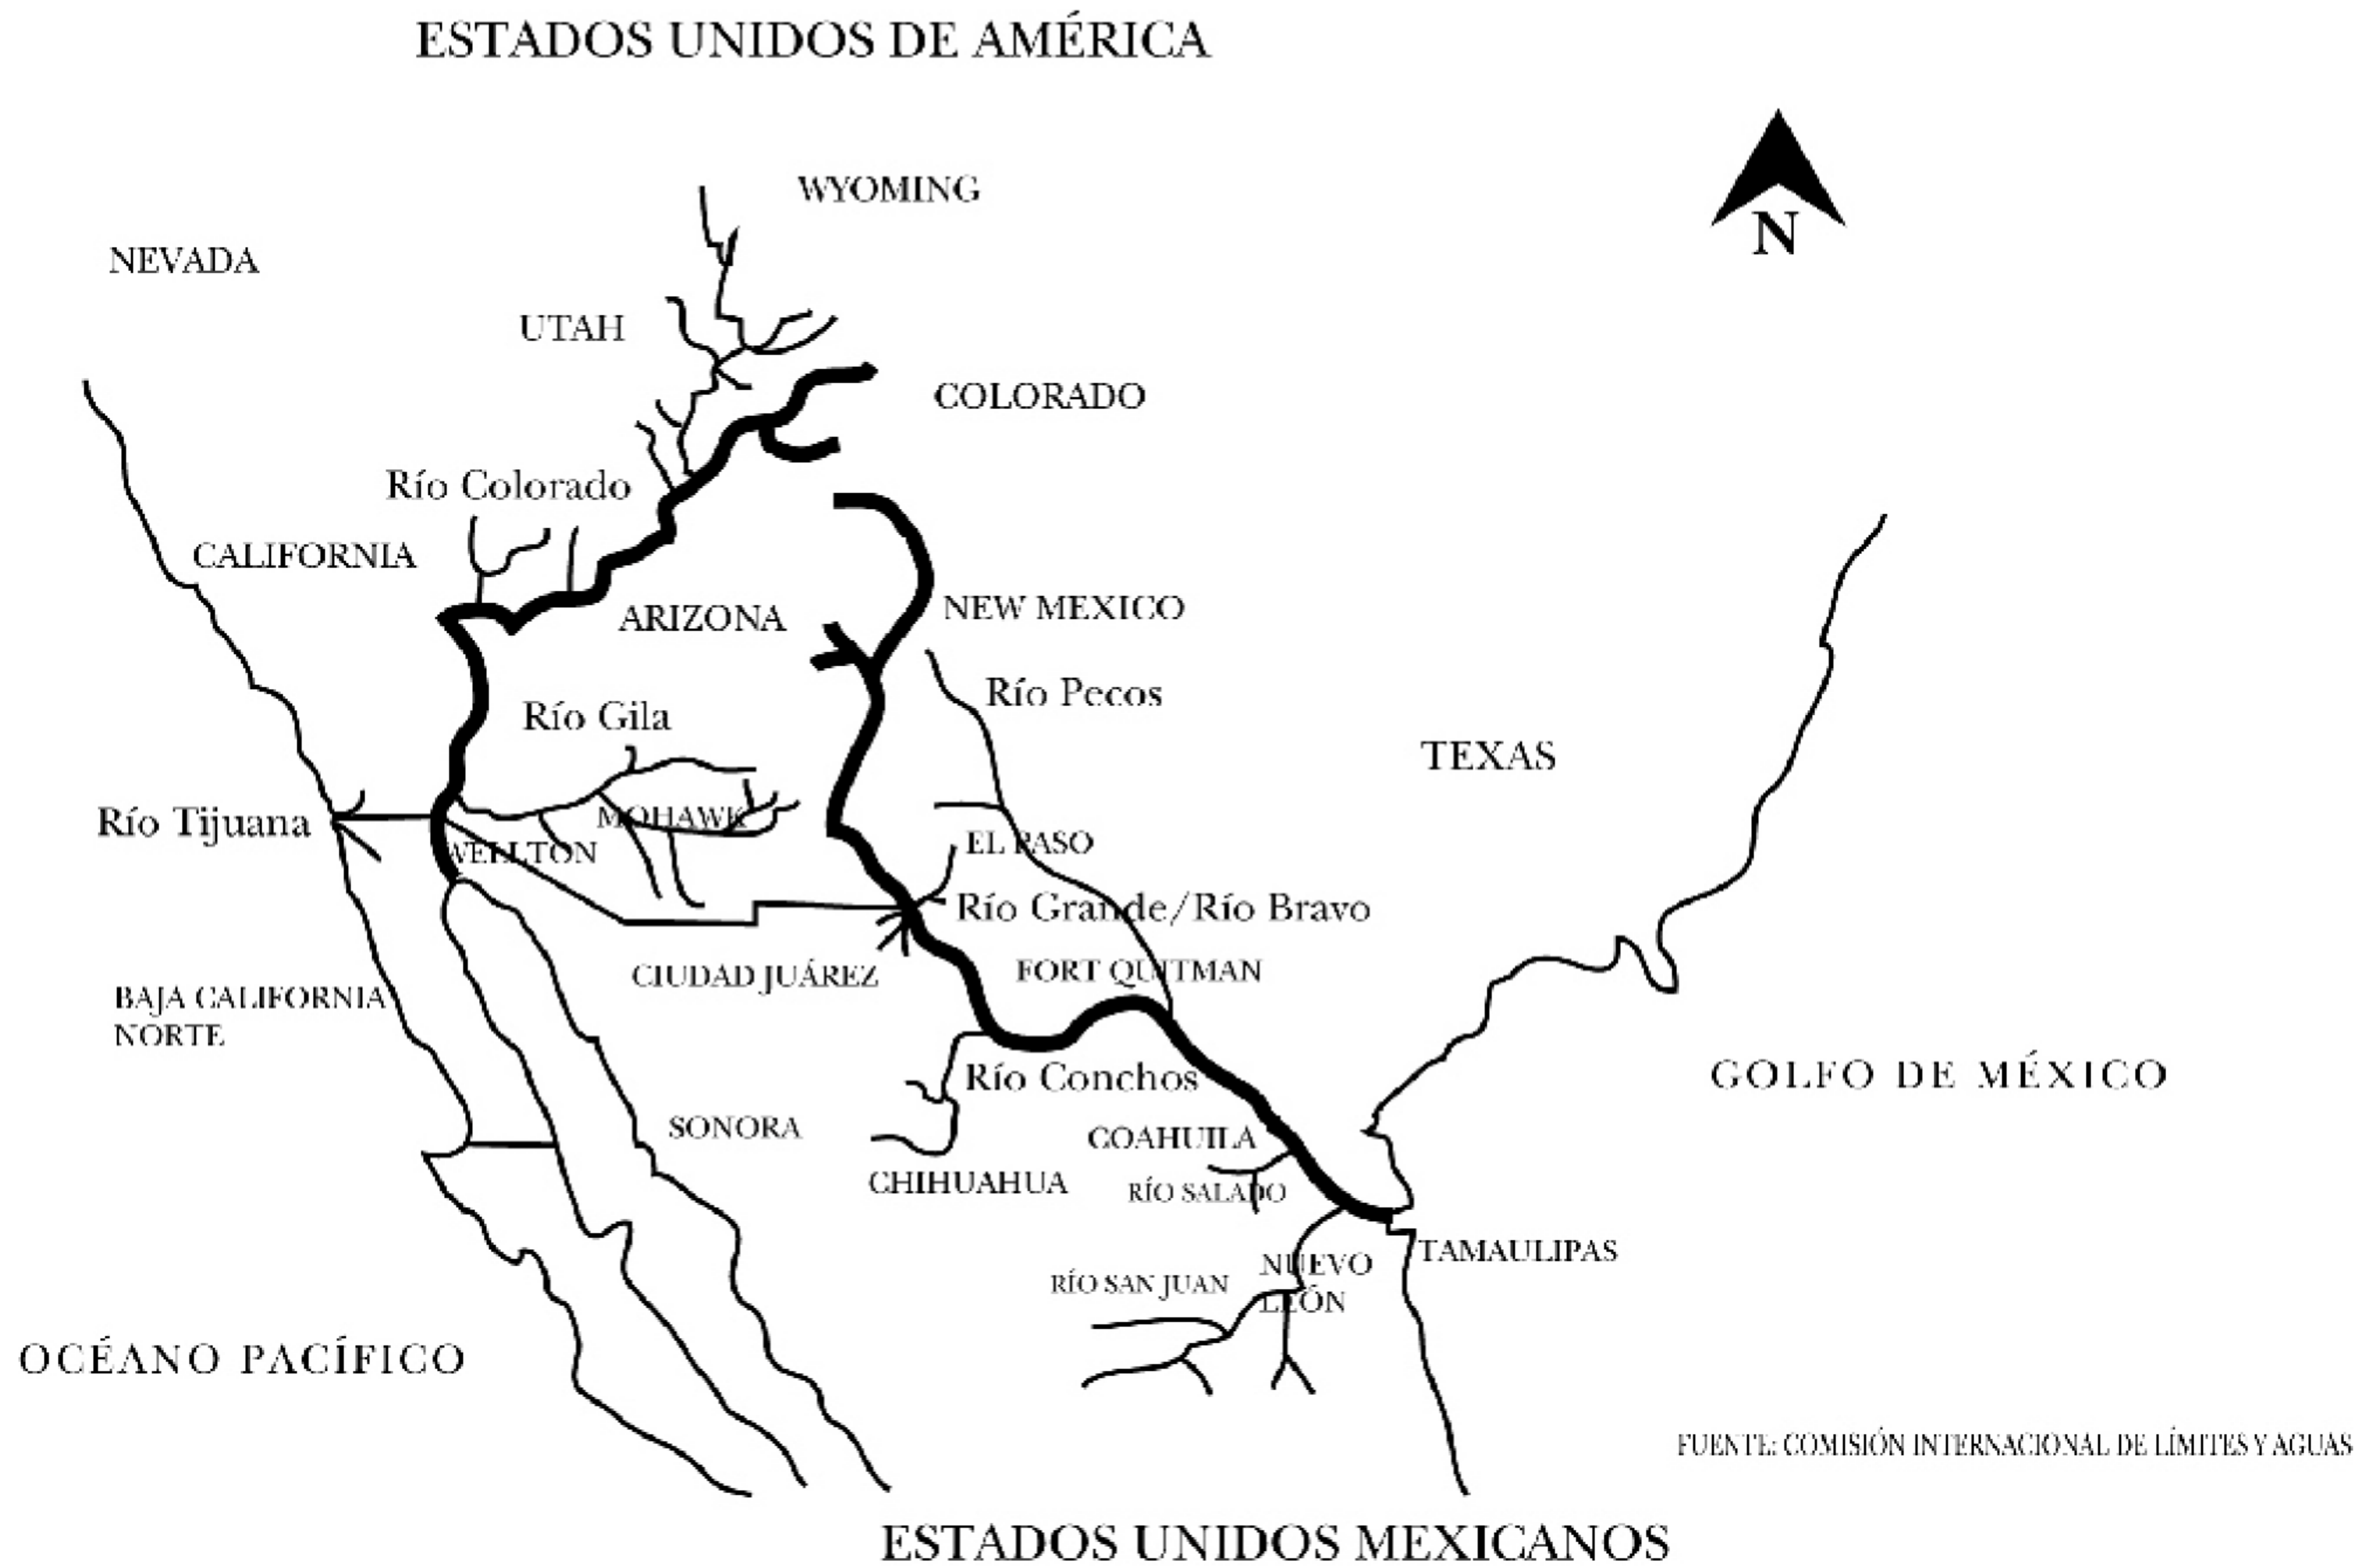 ESTADOS UNIDOS DE AMÉRICA
WYOMING
N
NEVADA
UTAH
COLORADO
Río Colorado
CALIFORNIA
NEW MEXICO
ARIZONA
Río Pecos
Río Gila
TEXAS
MOHAWK
Río Tijuana
EL PASO
WELLTON
Río Grande/Río Bravo
FORT QUITMAN
CIUDAD JUÁREZ
BAJA CALIFORNIA
NORTE
GOLFO DE MÉXICO
Río Conchos
SONORA
COAHUILA
CHIHUAHUA
RÍO SALADO
TAMAULIPAS
NUEVO
LEÓN
RÍO SAN JUAN
OCÉANO PACÍFICO
FUENTE: COMISIÓN INTERNACIONAL DE LÍMITES Y AGUAS
ESTADOS UNIDOS MEXICANOS